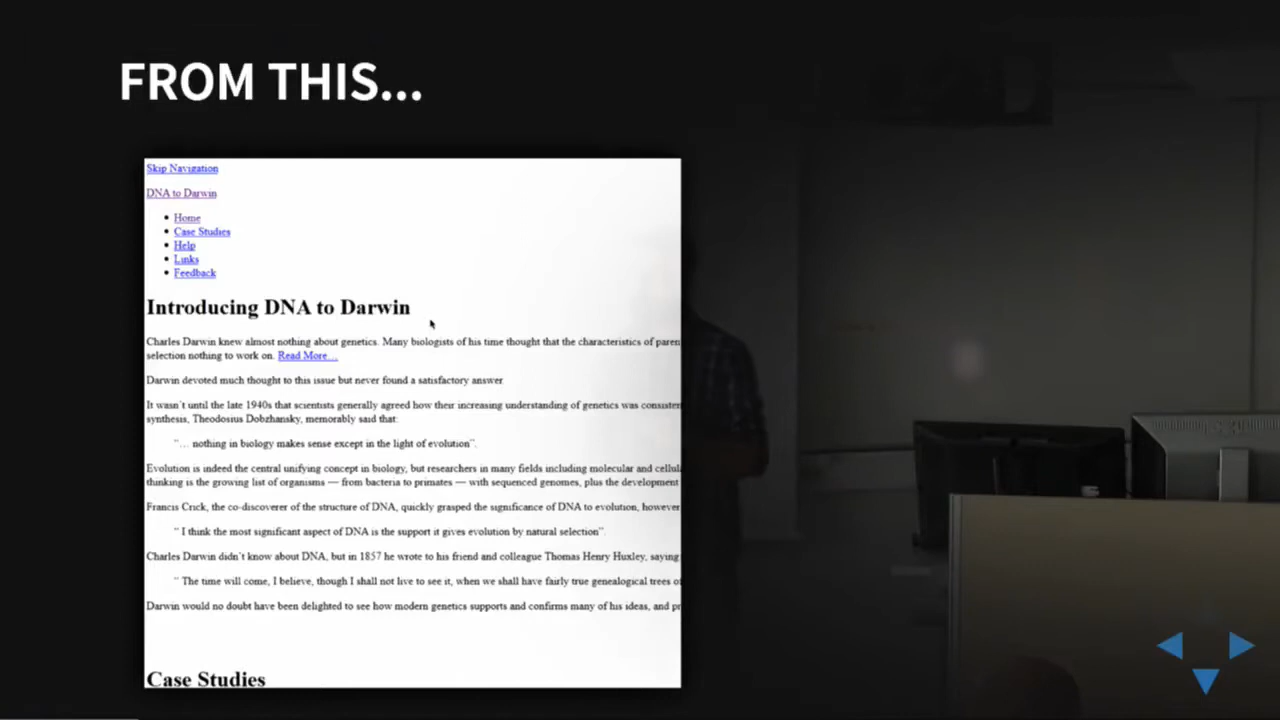 FROM THIS...
Skip Navigation
DNA to Darwin
Home
Case Studies
Help
Links
Feedback
Introducing DNA to Darwin
Charles Darwin knew almost nothing about genetics. Many biologists of his time thought that the characteristics of paren
selection nothing to work on. Read More…
Darwin devoted much thought to this issue but never found a satisfactory answer.
It wasn't until the late 1940s that scientists generally agreed how their increasing understanding of genetics was consisten
synthesis, Theodosius Dobzhansky, memorably said that:
"… nothing in biology makes sense except in the light of evolution".
Evolution is indeed the central unifying concept in biology, but researchers in many fields including molecular and cellula
thinking is the growing list of organisms — from bacteria to primates — with sequenced genomes, plus the development
Francis Crick, the co-discoverer of the structure of DNA, quickly grasped the significance of DNA to evolution, however
" I think the most significant aspect of DNA is the support it gives evolution by natural selection".
Charles Darwin didn't know about DNA, but in 1857 he wrote to his friend and colleague Thomas Henry Huxley, saying
" The time will come, I believe, though I shall not live to see it, when we shall have fairly true genealogical trees o
Darwin would no doubt have been delighted to see how modern genetics supports and confirms many of his ideas, and pr
Case Studies